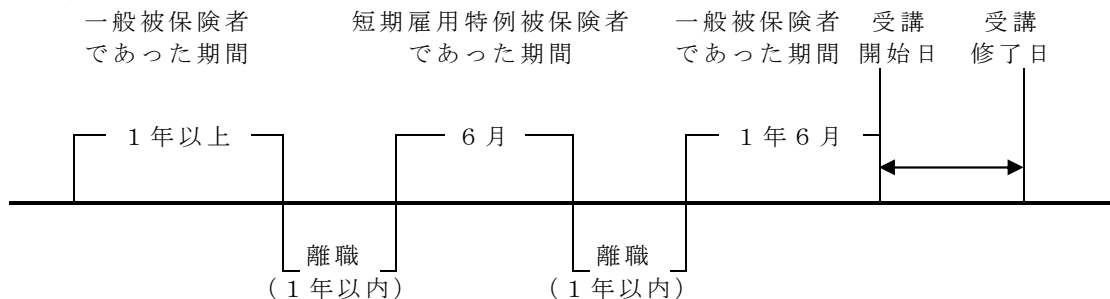 一般被保険者 短期雇用特例被保険者 一般被保険者 受講 受講
であった期間 であった期間 であった期間 開始日 修了日
1年以上 6月 1年6月
離職 離職
(1年以内) (1年以内)